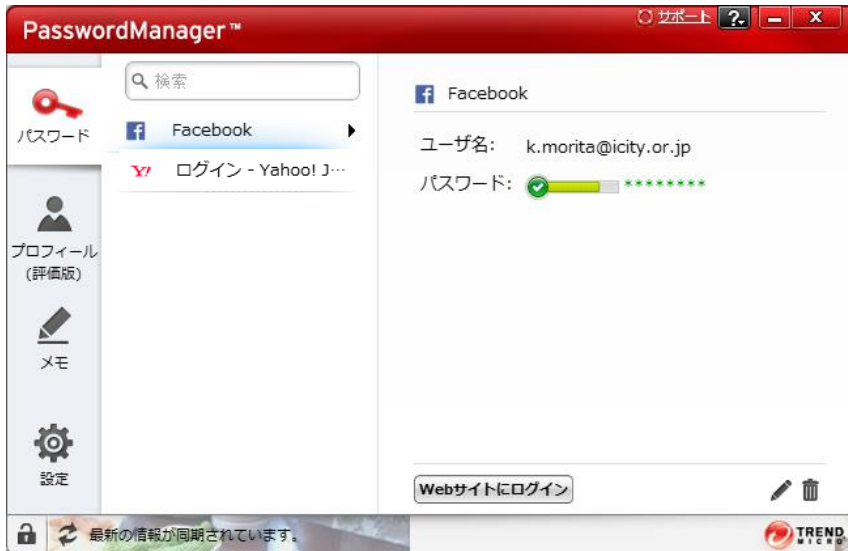 PasswordManager™
サポート
?
パスワード
プロフィール
(評価版)
メモ
設定
検索
Facebook
ログイン - Yahoo! J…
Facebook
ユーザ名: k.morita@icity.or.jp
パスワード: ********
Webサイトにログイン
最新の情報が同期されています。
TREND
MICRO